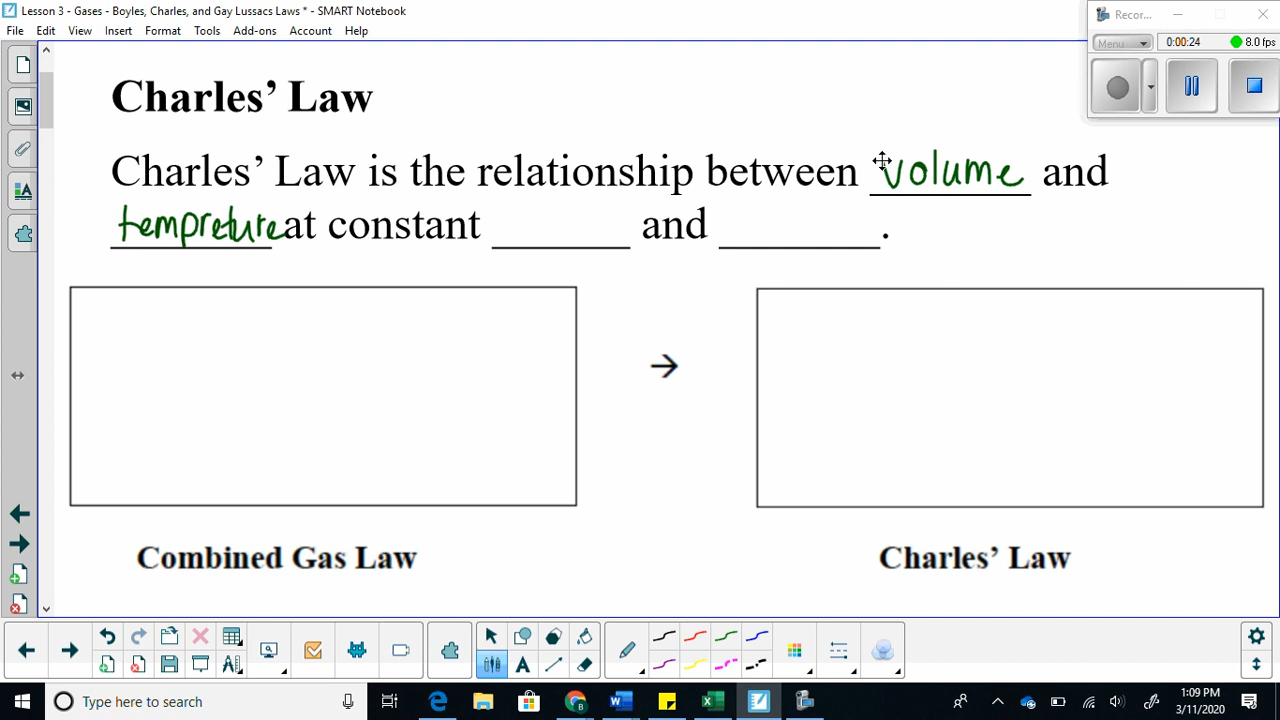 Lesson 3 - Gases - Boyles, Charles, and Gay Lussacs Laws * - SMART Notebook
File Edit View Insert Format Tools Add-ons Account Help
Recor...
Menu 0:00:24 8.0 fps
Charles’ Law
Charles’ Law is the relationship between volume and
tempreture at constant ________ and ________.
Combined Gas Law
Charles’ Law
Type here to search
1:09 PM
3/11/2020